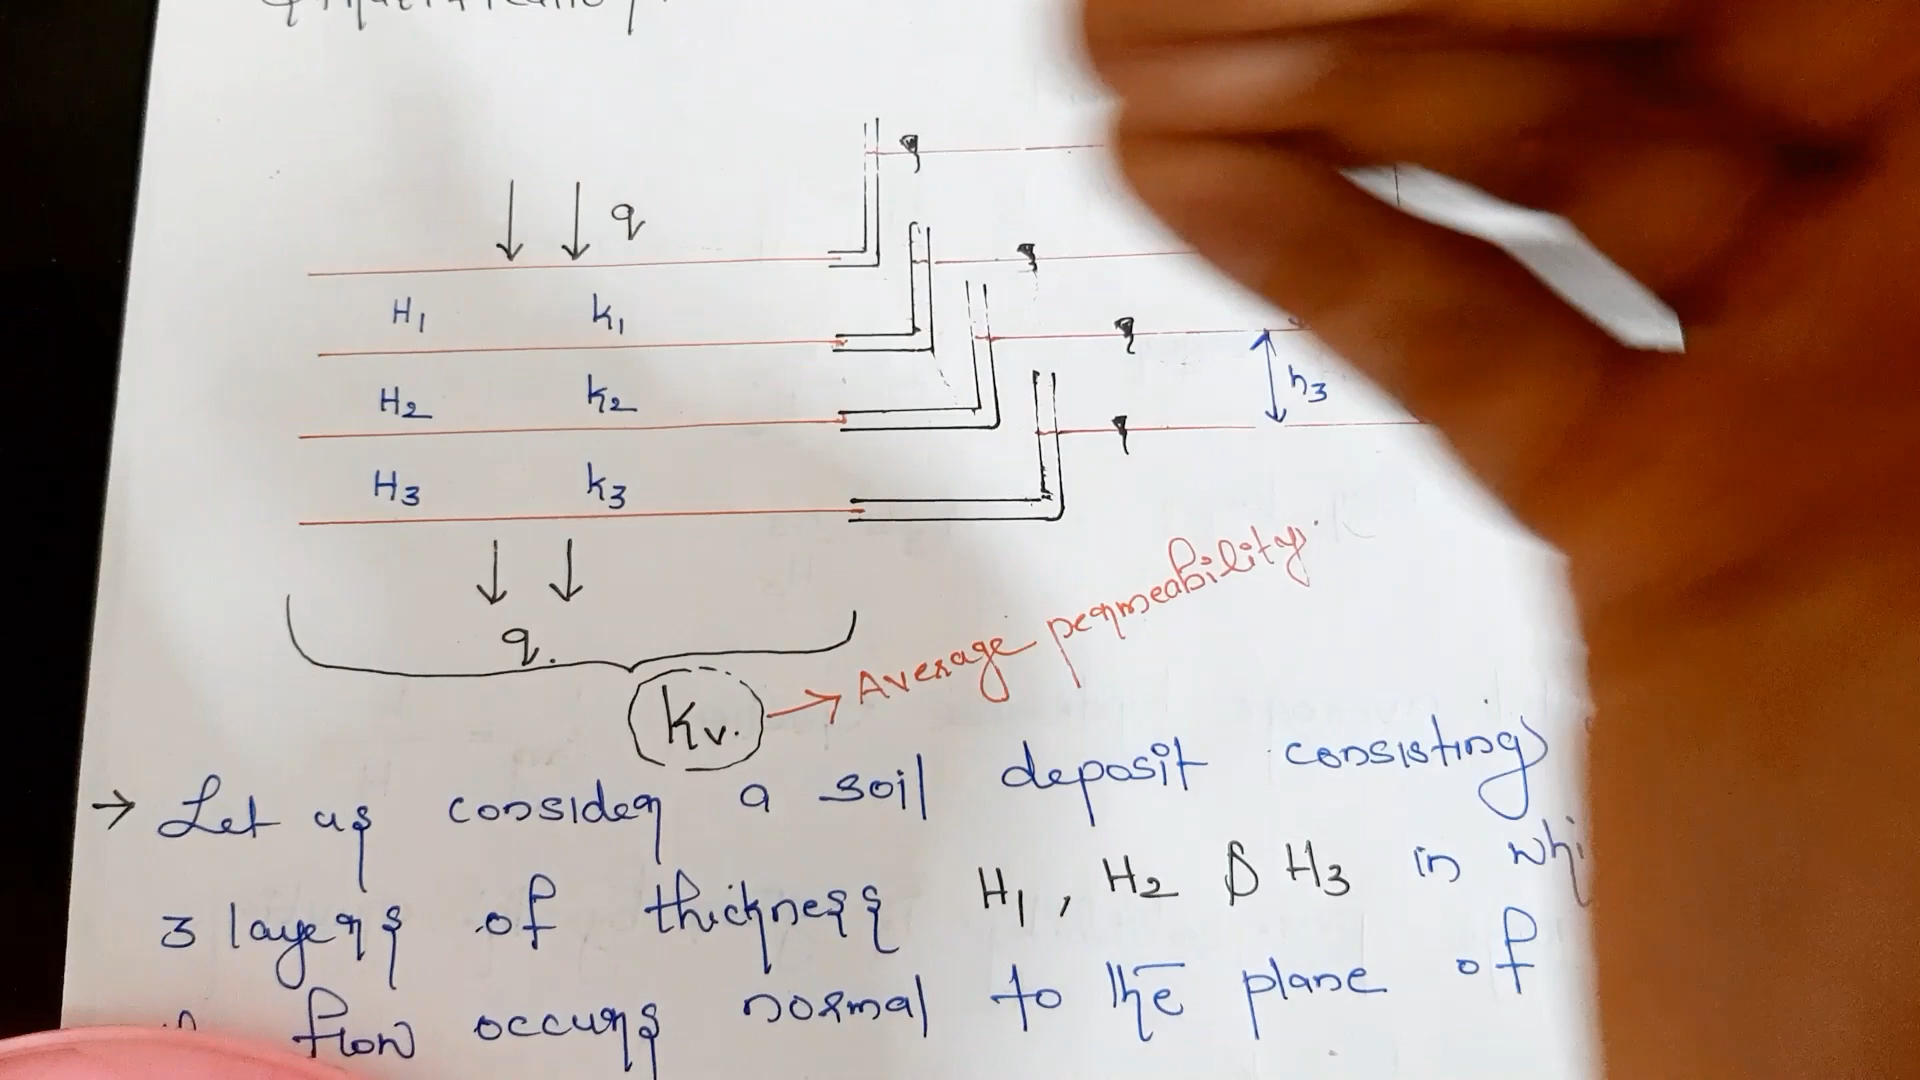 q
H1 k1
H2 k2
h3
H3 k3
q.
kv. → Average permeability
→ Let us consider a soil deposit consisting
3 layers of thickness H1, H2 & H3 in whi
flow occurs normal to the plane of